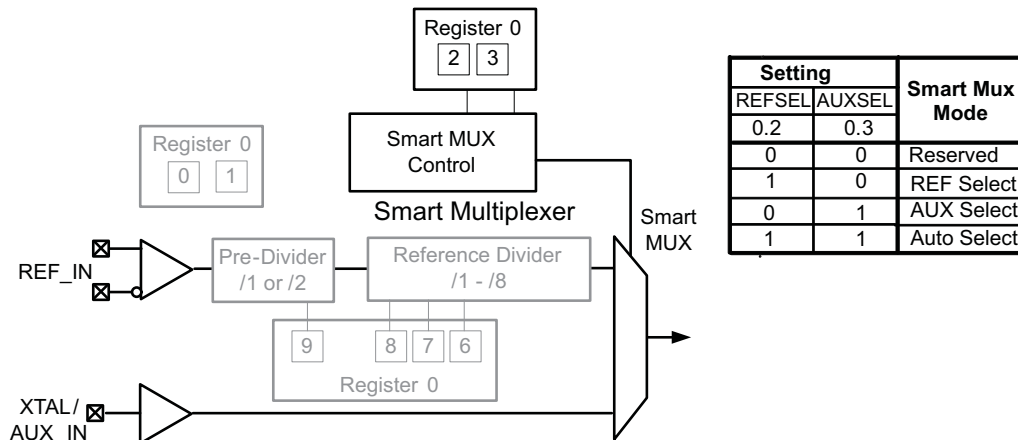 Register 0
2 3
Register 0
0 1
Smart MUX
Control
Smart Multiplexer
Smart
MUX
REF_IN
Pre-Divider
/1 or /2
Reference Divider
/1 - /8
9 8 7 6
Register 0
XTAL/
AUX_IN
Setting Smart Mux Mode
REFSEL AUXSEL
0.2 0.3
0 0 Reserved
1 0 REF Select
0 1 AUX Select
1 1 Auto Select